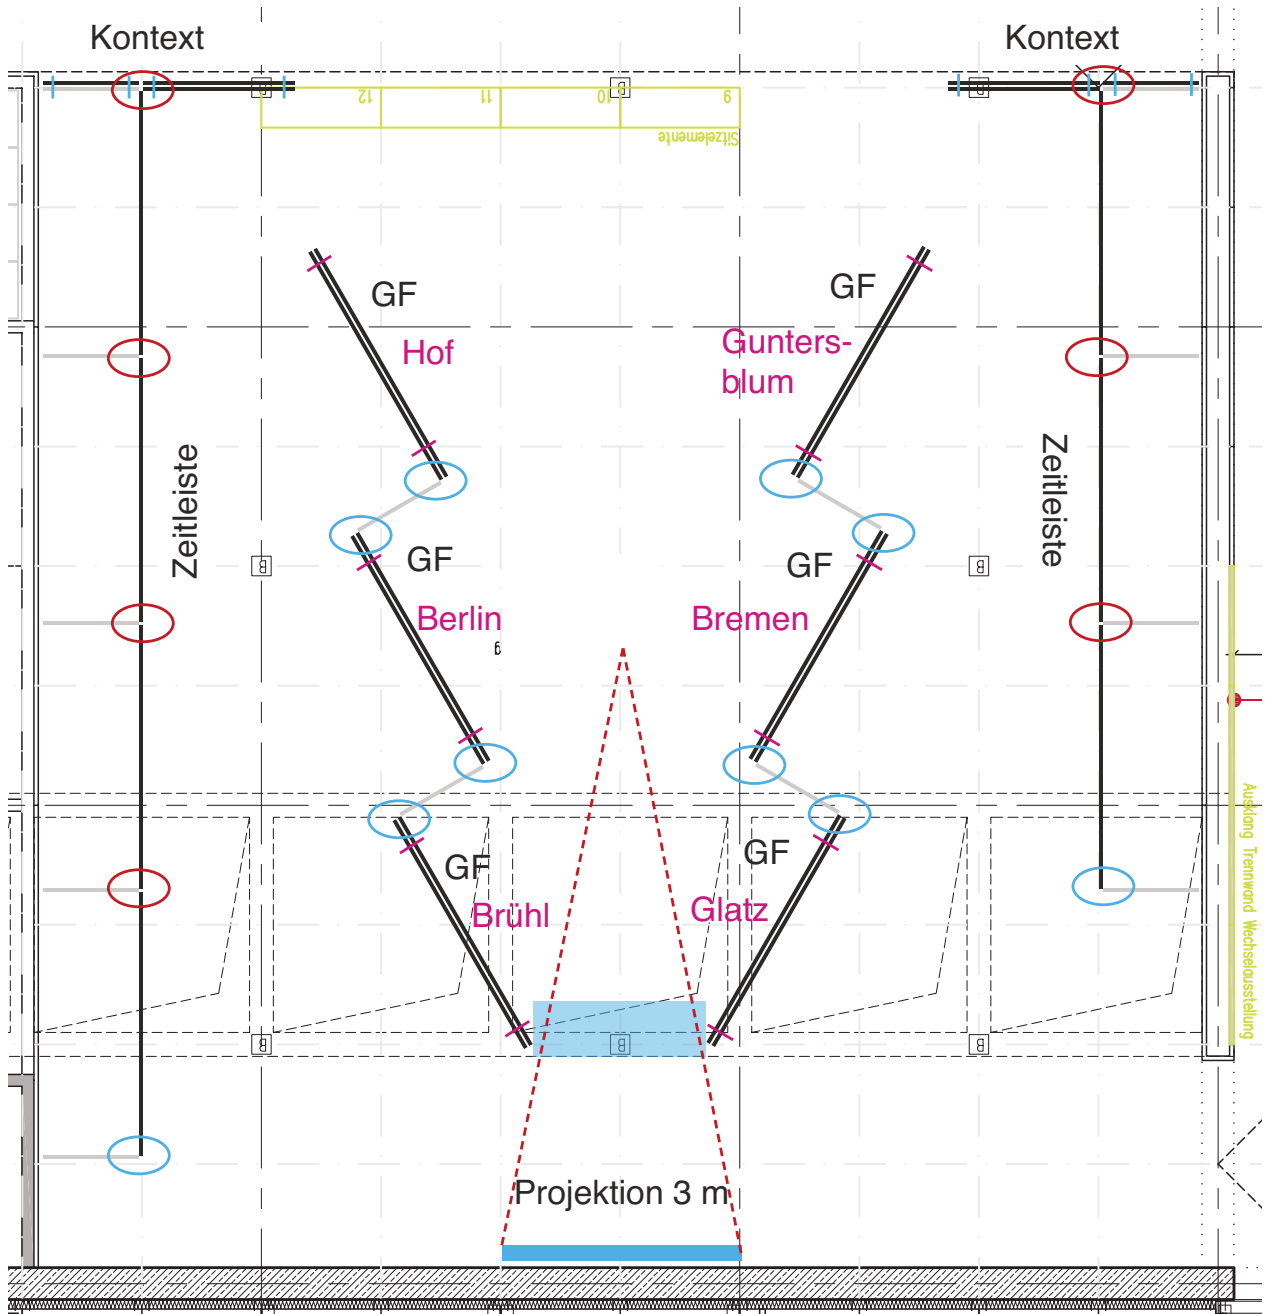 Kontext
Kontext
12
11
10
9
Sitzelemente
GF
GF
Hof
Gunters-
blum
Zeitleiste
Zeitleiste
B
B
B
GF
GF
B
B
Berlin
Bremen
g
GF
GF
Brühl
Glatz
Ausklang Trennwand Wechselausstellung
B
B
B
Projektion 3 m